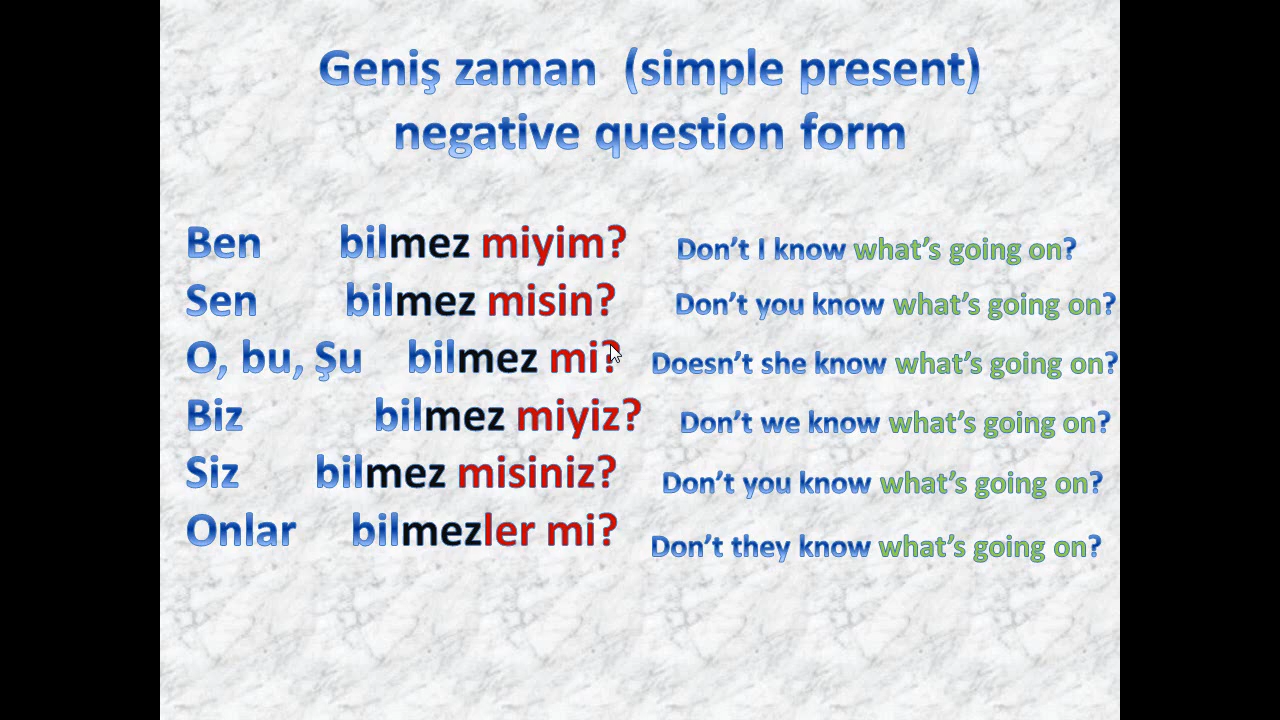 Geniş zaman (simple present)
negative question form
Ben bilmez miyim? Don't I know what's going on?
Sen bilmez misin? Don't you know what's going on?
O, bu, Şu bilmez mi? Doesn't she know what's going on?
Biz bilmez miyiz? Don't we know what's going on?
Siz bilmez misiniz? Don't you know what's going on?
Onlar bilmezler mi? Don't they know what's going on?